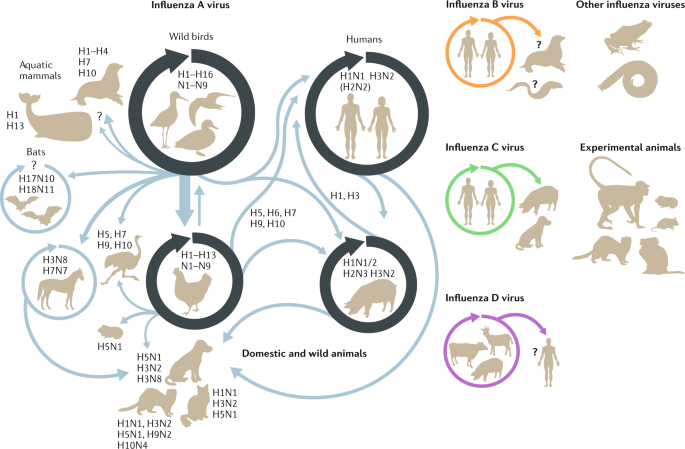 Influenza A virus
Wild birds
H1–H16
N1–N9
Humans
H1N1 H3N2
(H2N2)
Aquatic
mammals
H1–H4
H7
H10
H1
H13
?
Bats
?
H17N10
H18N11
H3N8
H7N7
H5, H7
H9, H10
H1–H13
N1–N9
H5, H6, H7
H9, H10
H1, H3
H1N1/2
H2N3 H3N2
H5N1
H5N1
H3N2
H3N8
Domestic and wild animals
H1N1
H3N2
H5N1
H1N1, H3N2
H5N1, H9N2
H10N4
Influenza B virus
?
?
Influenza C virus
Influenza D virus
?
Other influenza viruses
Experimental animals